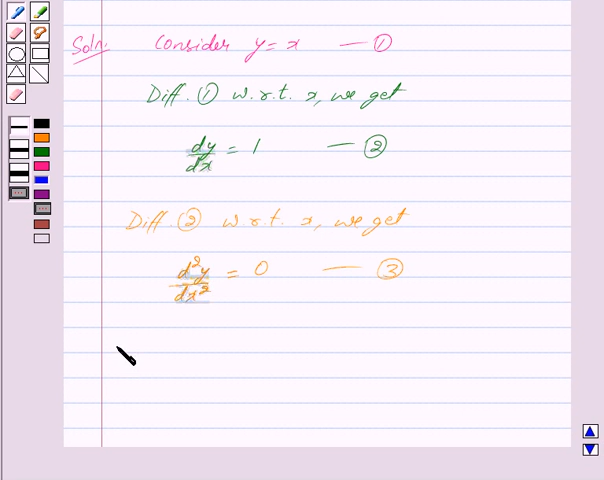 Soln. Consider y = x — ①
Diff. ① w.r.t. x, we get
dy/dx = 1 — ②
Diff. ② w.r.t. x, we get
d²y/dx² = 0 — ③